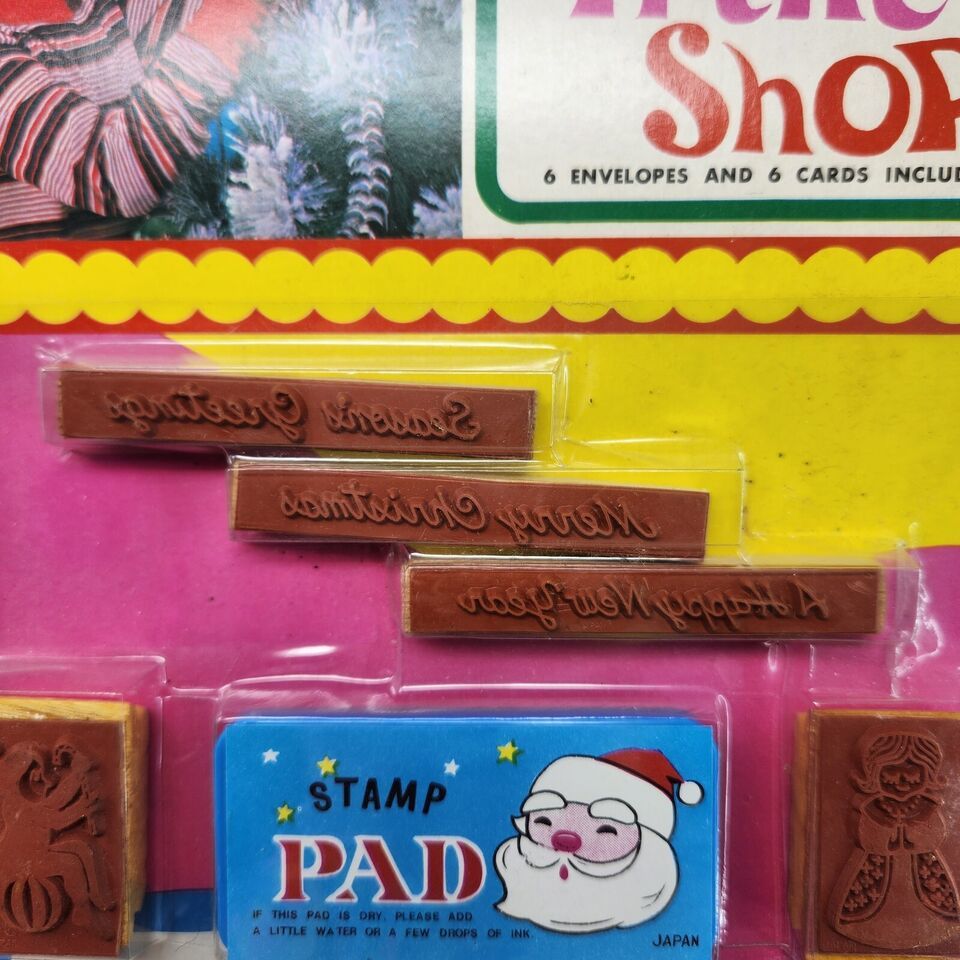 Shop
6 ENVELOPES AND 6 CARDS INCLUD
Season's Greetings
Merry Christmas
A Happy New Year
STAMP
PAD
IF THIS PAD IS DRY, PLEASE ADD
A LITTLE WATER OR A FEW DROPS OF INK.
JAPAN